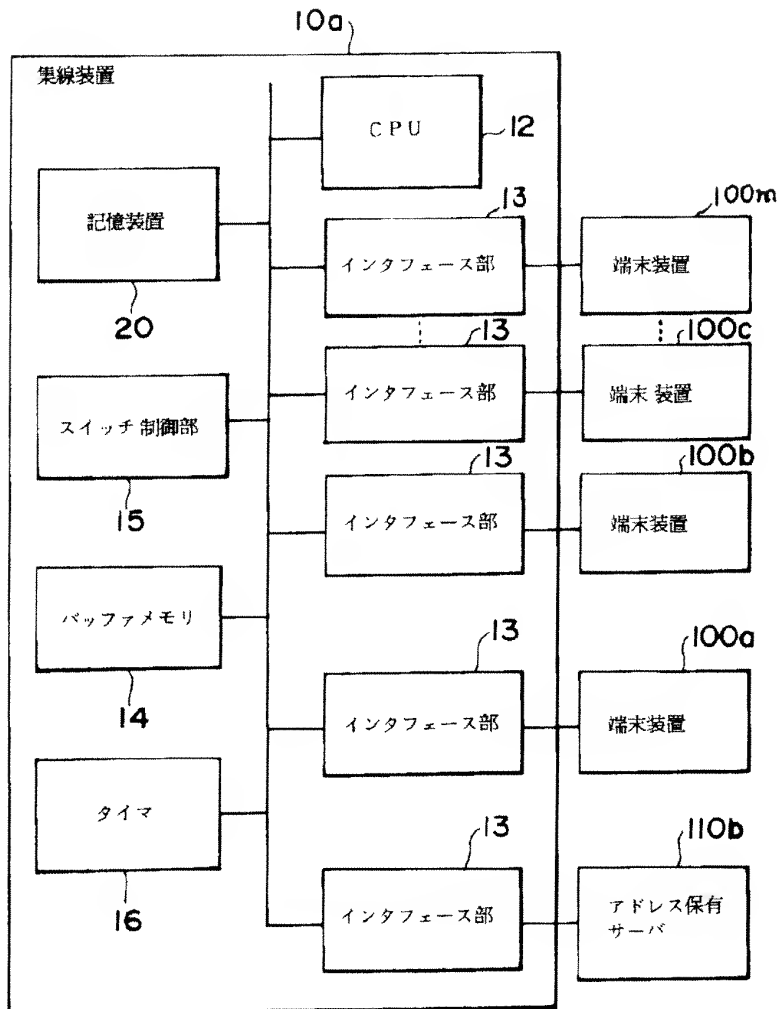 10a
集線装置
CPU
12
記憶装置
20
13
インタフェース部
100m
端末装置
13
インタフェース部
100c
端末装置
スイッチ制御部
15
13
インタフェース部
100b
端末装置
バッファメモリ
14
13
インタフェース部
100a
端末装置
タイマ
16
13
インタフェース部
110b
アドレス保有
サーバ